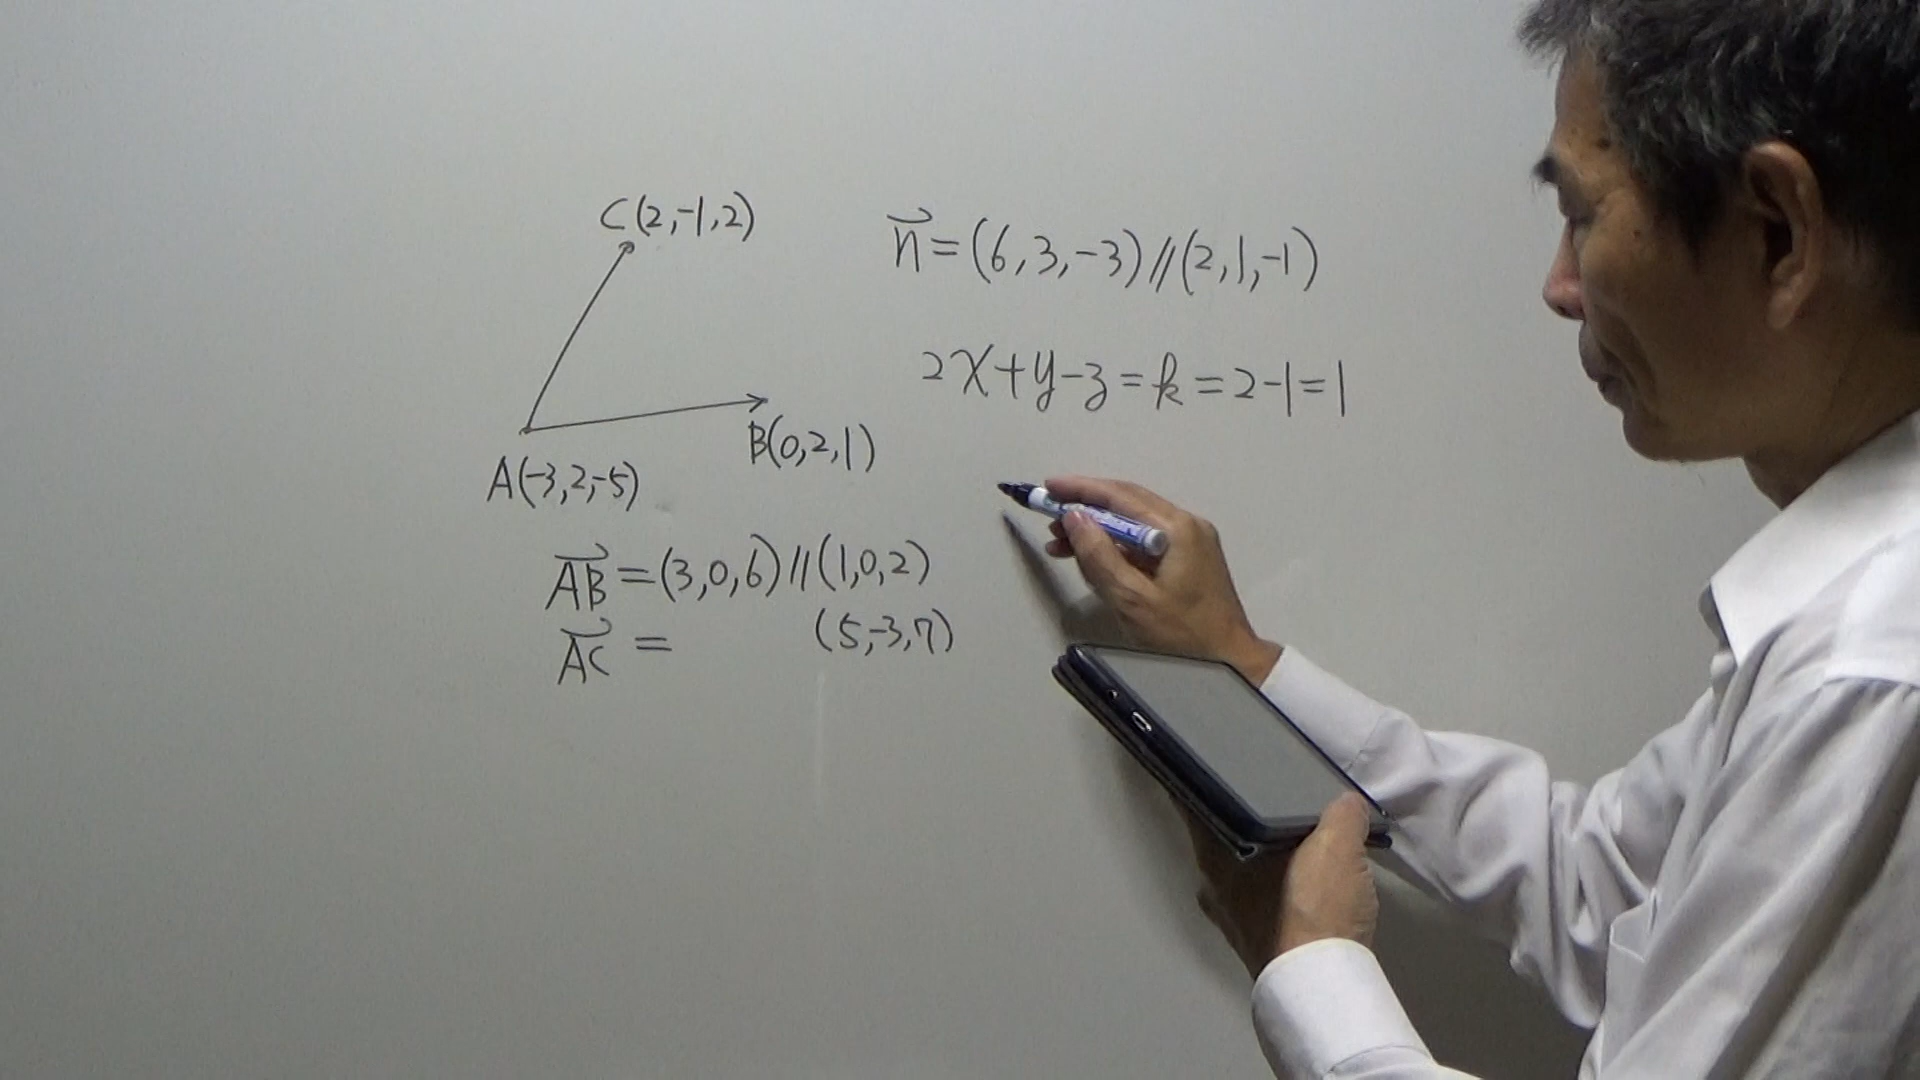 C(2,-1,2)
B(0,2,1)
A(-3,2,-5)
AB⃗ = (3,0,6) // (1,0,2)
AC⃗ = (5,-3,7)
n⃗ = (6,3,-3) // (2,1,-1)
2x+y-z=k=2-1=1